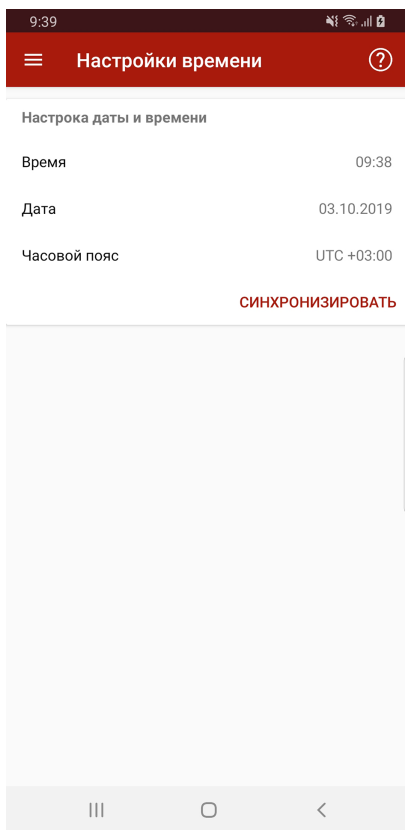 9:39
Настройки времени
Настрока даты и времени
Время 09:38
Дата 03.10.2019
Часовой пояс UTC +03:00
СИНХРОНИЗИРОВАТЬ